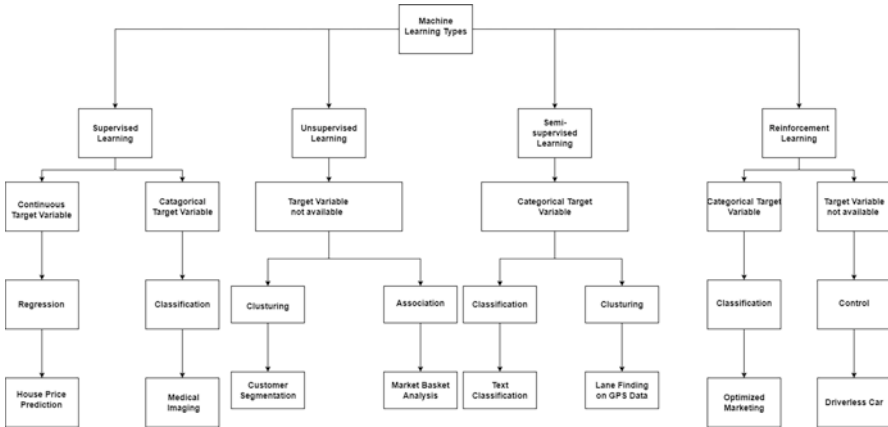 Machine
Learning Types
Supervised
Learning
Unsupervised
Learning
Semi-
supervised
Learning
Reinforcement
Learning
Continuous
Target Variable
Catagorical
Target Variable
Target Variable
not available
Categorical Target
Variable
Categorical Target
Variable
Target Variable
not available
Regression
Classification
Clusturing
Association
Classification
Clusturing
Classification
Control
House Price
Prediction
Medical
Imaging
Customer
Segmentation
Market Basket
Analysis
Text
Classification
Lane Finding
on GPS Data
Optimized
Marketing
Driverless Car